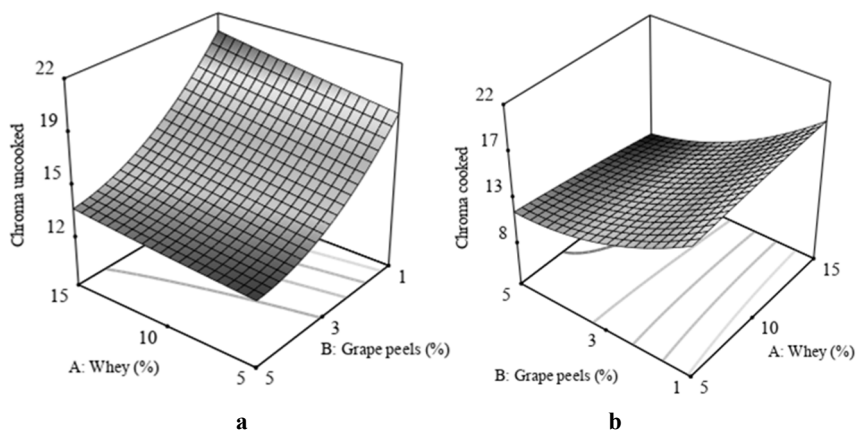 22
19
15
12
15
Chroma uncooked
10
A: Whey (%)
5
5
3
1
B: Grape peels (%)
a
22
17
13
8
5
Chroma cooked
3
B: Grape peels (%)
1
5
10
15
A: Whey (%)
b